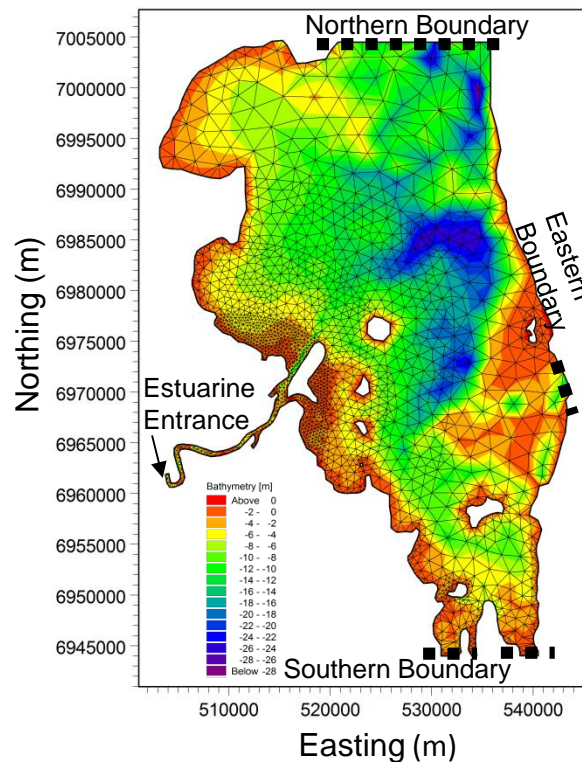 Northern Boundary
7005000
7000000
6995000
6990000
6985000
6980000
6975000
6970000
6965000
6960000
6955000
6950000
6945000
Northing (m)
Eastern
Boundary
Estuarine
Entrance
Bathymetry [m]
Above 0
-2 - 0
-4 - -2
-6 - -4
-8 - -6
-10 - -8
-12 - -10
-14 - -12
-16 - -14
-18 - -16
-20 - -18
-22 - -20
-24 - -22
-26 - -24
-28 - -26
Below -28
Southern Boundary
510000 520000 530000 540000
Easting (m)